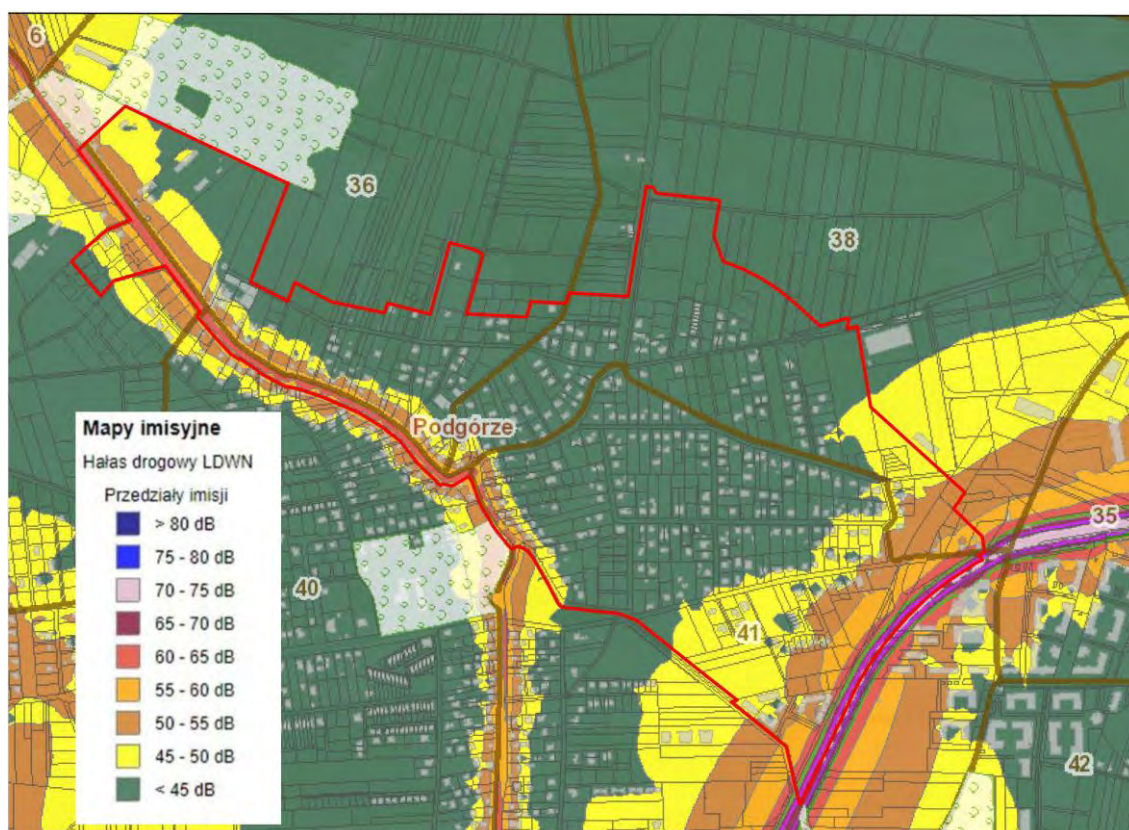 6
36
38
Podgórze
Mapy imisyjne
Hałas drogowy LDWN
Przedziały imisji
> 80 dB
75 - 80 dB
70 - 75 dB
65 - 70 dB
60 - 65 dB
55 - 60 dB
50 - 55 dB
45 - 50 dB
< 45 dB
35
40
41
42